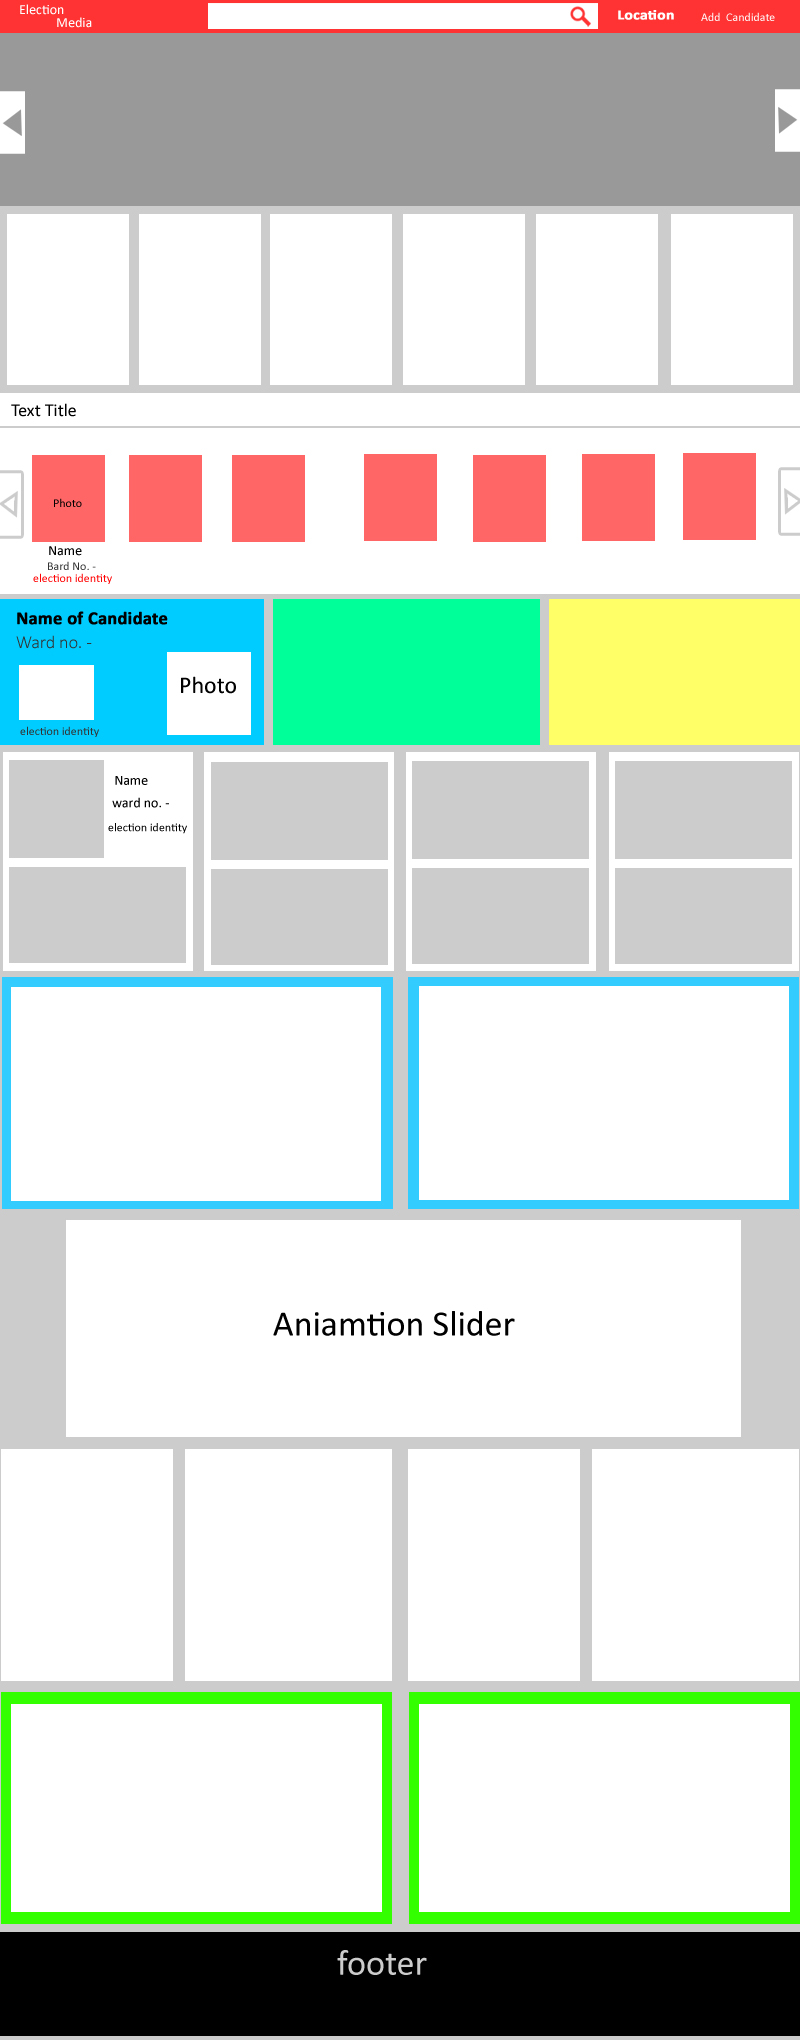 Election
Media
Location
Add Candidate
Text Title
Photo
Name
Bard No. -
election identity
Name of Candidate
Ward no. -
Photo
election identity
Name
ward no. -
election identity
Aniamtion Slider
footer